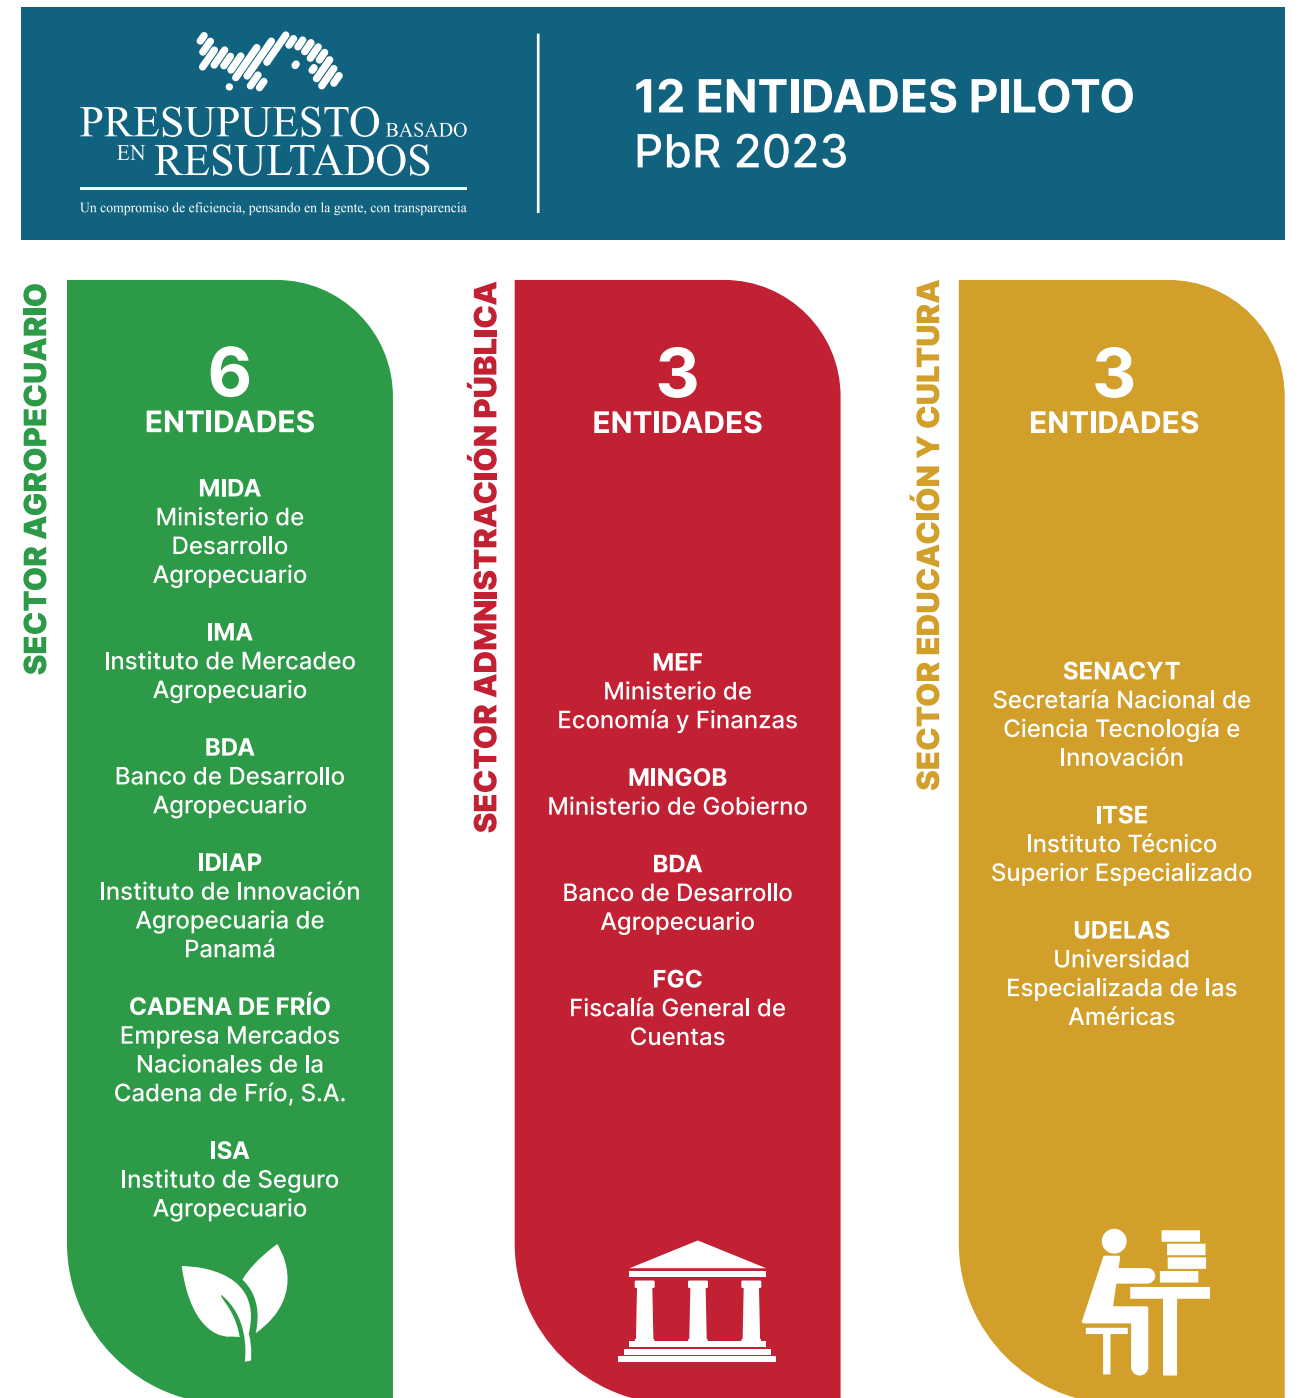 PRESUPUESTO BASADO
EN RESULTADOS
Un compromiso de eficiencia, pensando en la gente, con transparencia
12 ENTIDADES PILOTO
PbR 2023
SECTOR AGROPECUARIO
6
ENTIDADES
MIDA
Ministerio de
Desarrollo
Agropecuario
IMA
Instituto de Mercadeo
Agropecuario
BDA
Banco de Desarrollo
Agropecuario
IDIAP
Instituto de Innovación
Agropecuaria de
Panamá
CADENA DE FRÍO
Empresa Mercados
Nacionales de la
Cadena de Frío, S.A.
ISA
Instituto de Seguro
Agropecuario
SECTOR ADMNISTRACIÓN PÚBLICA
3
ENTIDADES
MEF
Ministerio de
Economía y Finanzas
MINGOB
Ministerio de Gobierno
BDA
Banco de Desarrollo
Agropecuario
FGC
Fiscalía General de
Cuentas
SECTOR EDUCACIÓN Y CULTURA
3
ENTIDADES
SENACYT
Secretaría Nacional de
Ciencia Tecnología e
Innovación
ITSE
Instituto Técnico
Superior Especializado
UDELAS
Universidad
Especializada de las
Américas